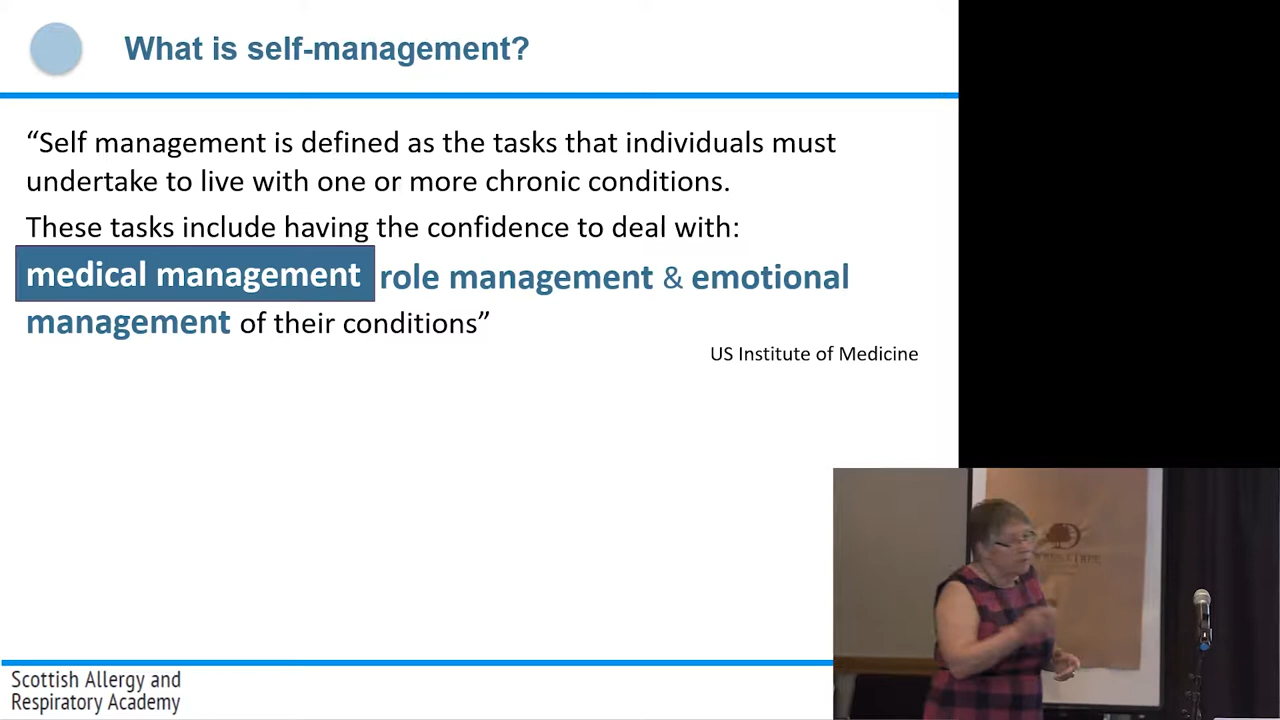 What is self-management?
“Self management is defined as the tasks that individuals must
undertake to live with one or more chronic conditions.
These tasks include having the confidence to deal with:
medical management role management & emotional
management of their conditions”
US Institute of Medicine
Scottish Allergy and
Respiratory Academy